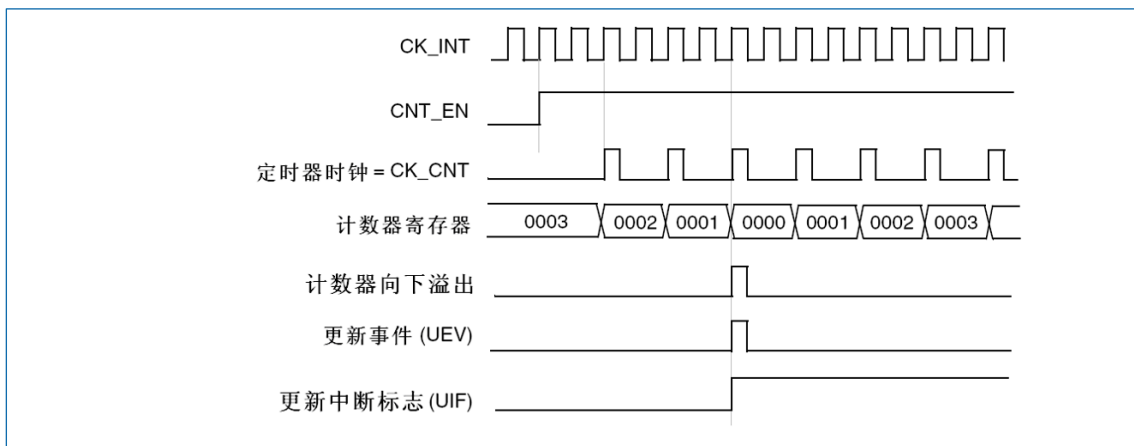 CK_INT
CNT_EN
定时器时钟 = CK_CNT
计数器寄存器 0003 0002 0001 0000 0001 0002 0003
计数器向下溢出
更新事件 (UEV)
更新中断标志 (UIF)